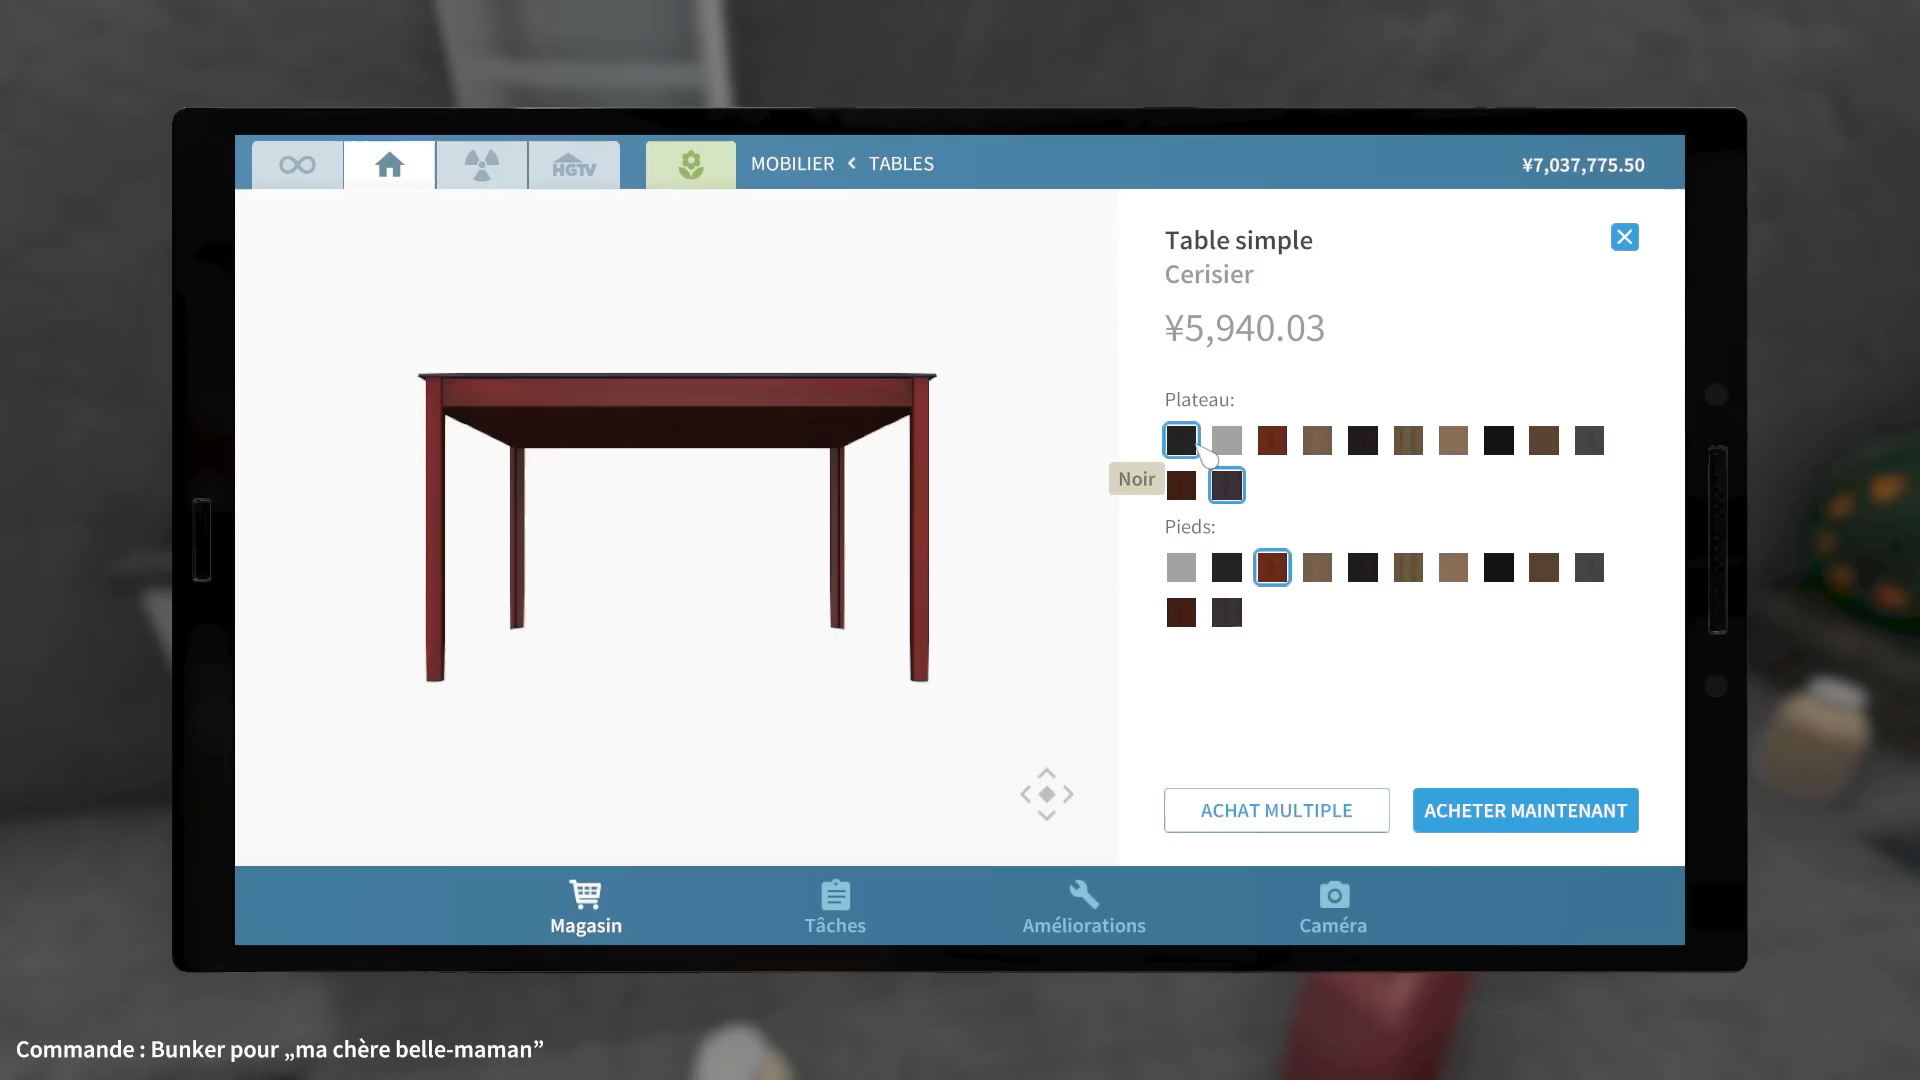 HGTV
MOBILIER < TABLES
¥7,037,775.50
Table simple
Cerisier
¥5,940.03
Plateau:
Noir
Pieds:
ACHAT MULTIPLE
ACHETER MAINTENANT
Magasin
Tâches
Améliorations
Caméra
Commande : Bunker pour „ma chère belle-maman”